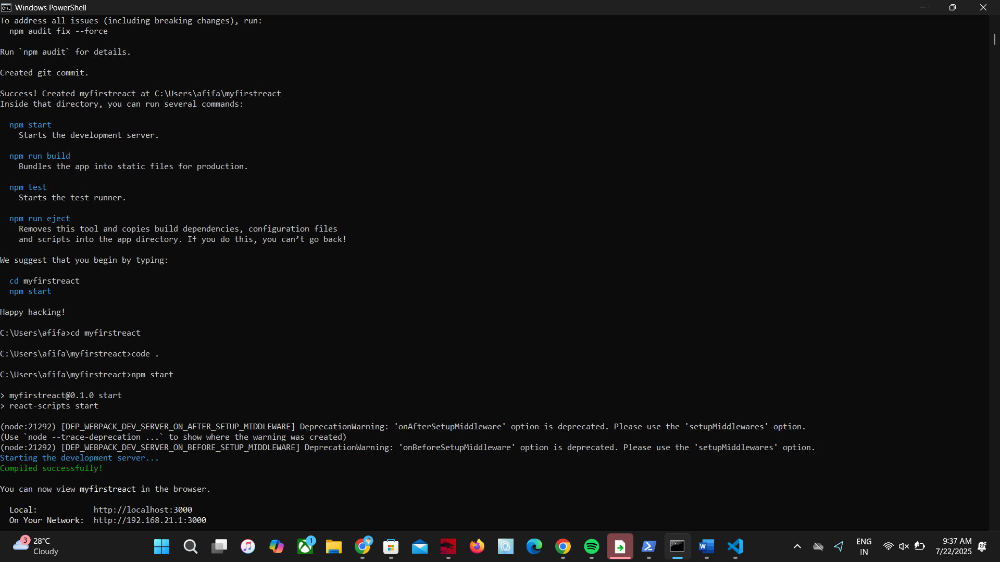 Windows PowerShell
To address all issues (including breaking changes), run:
npm audit fix --force
Run `npm audit` for details.
Created git commit.
Success! Created myfirstreact at C:\Users\afifa\myfirstreact
Inside that directory, you can run several commands:
npm start
Starts the development server.
npm run build
Bundles the app into static files for production.
npm test
Starts the test runner.
npm run eject
Removes this tool and copies build dependencies, configuration files
and scripts into the app directory. If you do this, you can’t go back!
We suggest that you begin by typing:
cd myfirstreact
npm start
Happy hacking!
C:\Users\afifa>cd myfirstreact
C:\Users\afifa\myfirstreact>code .
C:\Users\afifa\myfirstreact>npm start
> myfirstreact@0.1.0 start
> react-scripts start
(node:21292) [DEP_WEBPACK_DEV_SERVER_ON_AFTER_SETUP_MIDDLEWARE] DeprecationWarning: 'onAfterSetupMiddleware' option is deprecated. Please use the 'setupMiddlewares' option.
(Use `node --trace-deprecation ...` to show where the warning was created)
(node:21292) [DEP_WEBPACK_DEV_SERVER_ON_BEFORE_SETUP_MIDDLEWARE] DeprecationWarning: 'onBeforeSetupMiddleware' option is deprecated. Please use the 'setupMiddlewares' option.
Starting the development server...
Compiled successfully!
You can now view myfirstreact in the browser.
Local: http://localhost:3000
On Your Network: http://192.168.21.1:3000
3
28°C
Cloudy
1
ENG
IN
9:37 AM
7/22/2025